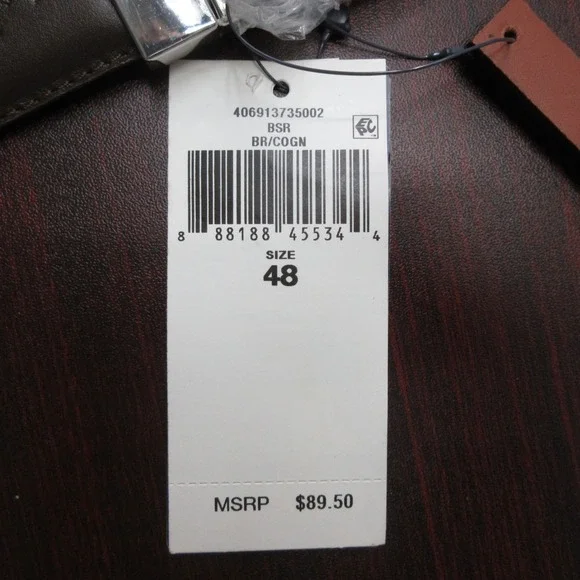 406913735002
BSR
BR/COGN
8 88188 45534 4
SIZE
48
MSRP $89.50